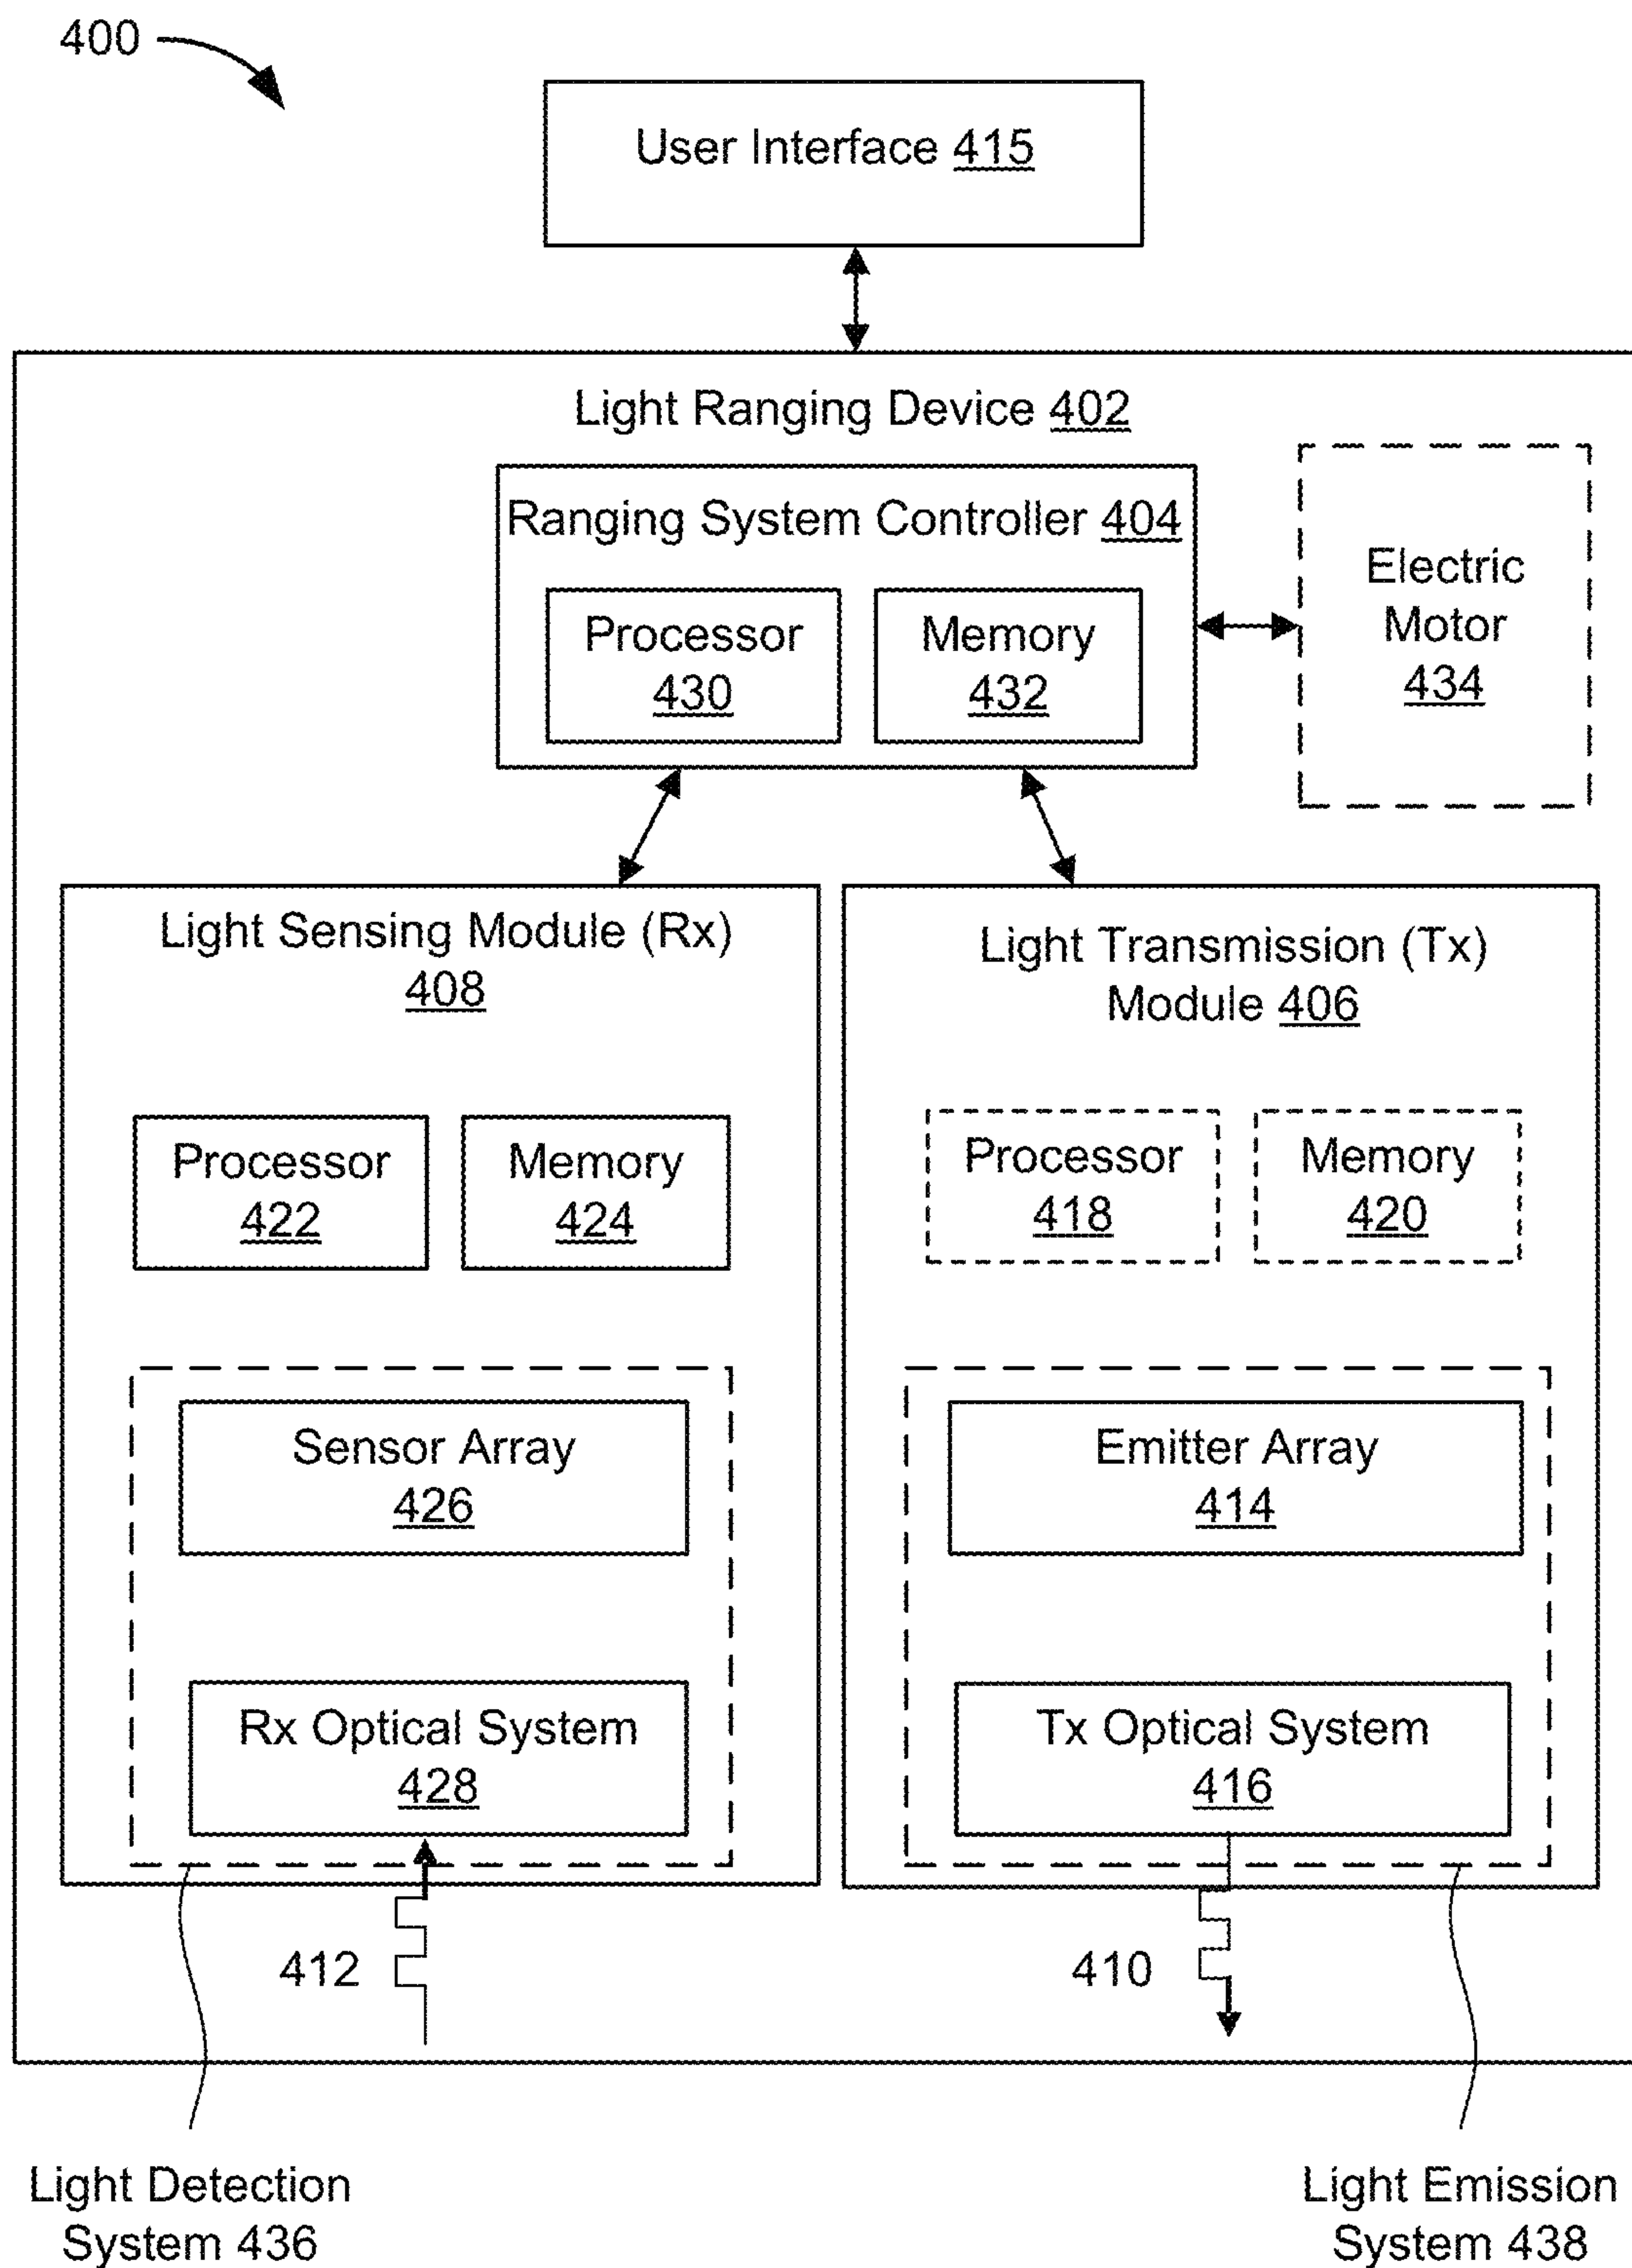 400
User Interface 415
Light Ranging Device 402
Ranging System Controller 404
Processor
430
Memory
432
Electric
Motor
434
Light Sensing Module (Rx)
408
Light Transmission (Tx)
Module 406
Processor
422
Memory
424
Processor
418
Memory
420
Sensor Array
426
Emitter Array
414
Rx Optical System
428
Tx Optical System
416
412
410
Light Detection
System 436
Light Emission
System 438